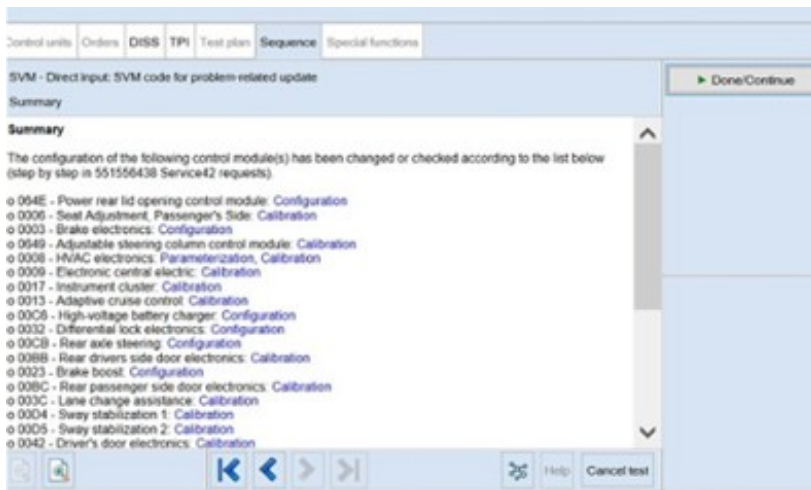 Control units Orders DISS TPI Test plan Sequence Special functions
SVM - Direct input: SVM code for problem-related update
Summary
Done/Continue
Summary
The configuration of the following control module(s) has been changed or checked according to the list below
(step by step in 551556438 Service42 requests).
o 064E - Power rear lid opening control module: Configuration
o 0006 - Seat Adjustment, Passenger's Side: Calibration
o 0003 - Brake electronics: Configuration
o 0649 - Adjustable steering column control module: Calibration
o 0008 - HVAC electronics: Parameterization, Calibration
o 0009 - Electronic central electric: Calibration
o 0017 - Instrument cluster: Calibration
o 0013 - Adaptive cruise control: Calibration
o 00C6 - High-voltage battery charger: Configuration
o 0032 - Differential lock electronics: Configuration
o 00CB - Rear axle steering: Configuration
o 00BB - Rear drivers side door electronics: Calibration
o 0023 - Brake boost: Configuration
o 00BC - Rear passenger side door electronics: Calibration
o 003C - Lane change assistance: Calibration
o 00D4 - Sway stabilization 1: Calibration
o 00D5 - Sway stabilization 2: Calibration
o 0042 - Driver's door electronics: Calibration
Help Cancel test